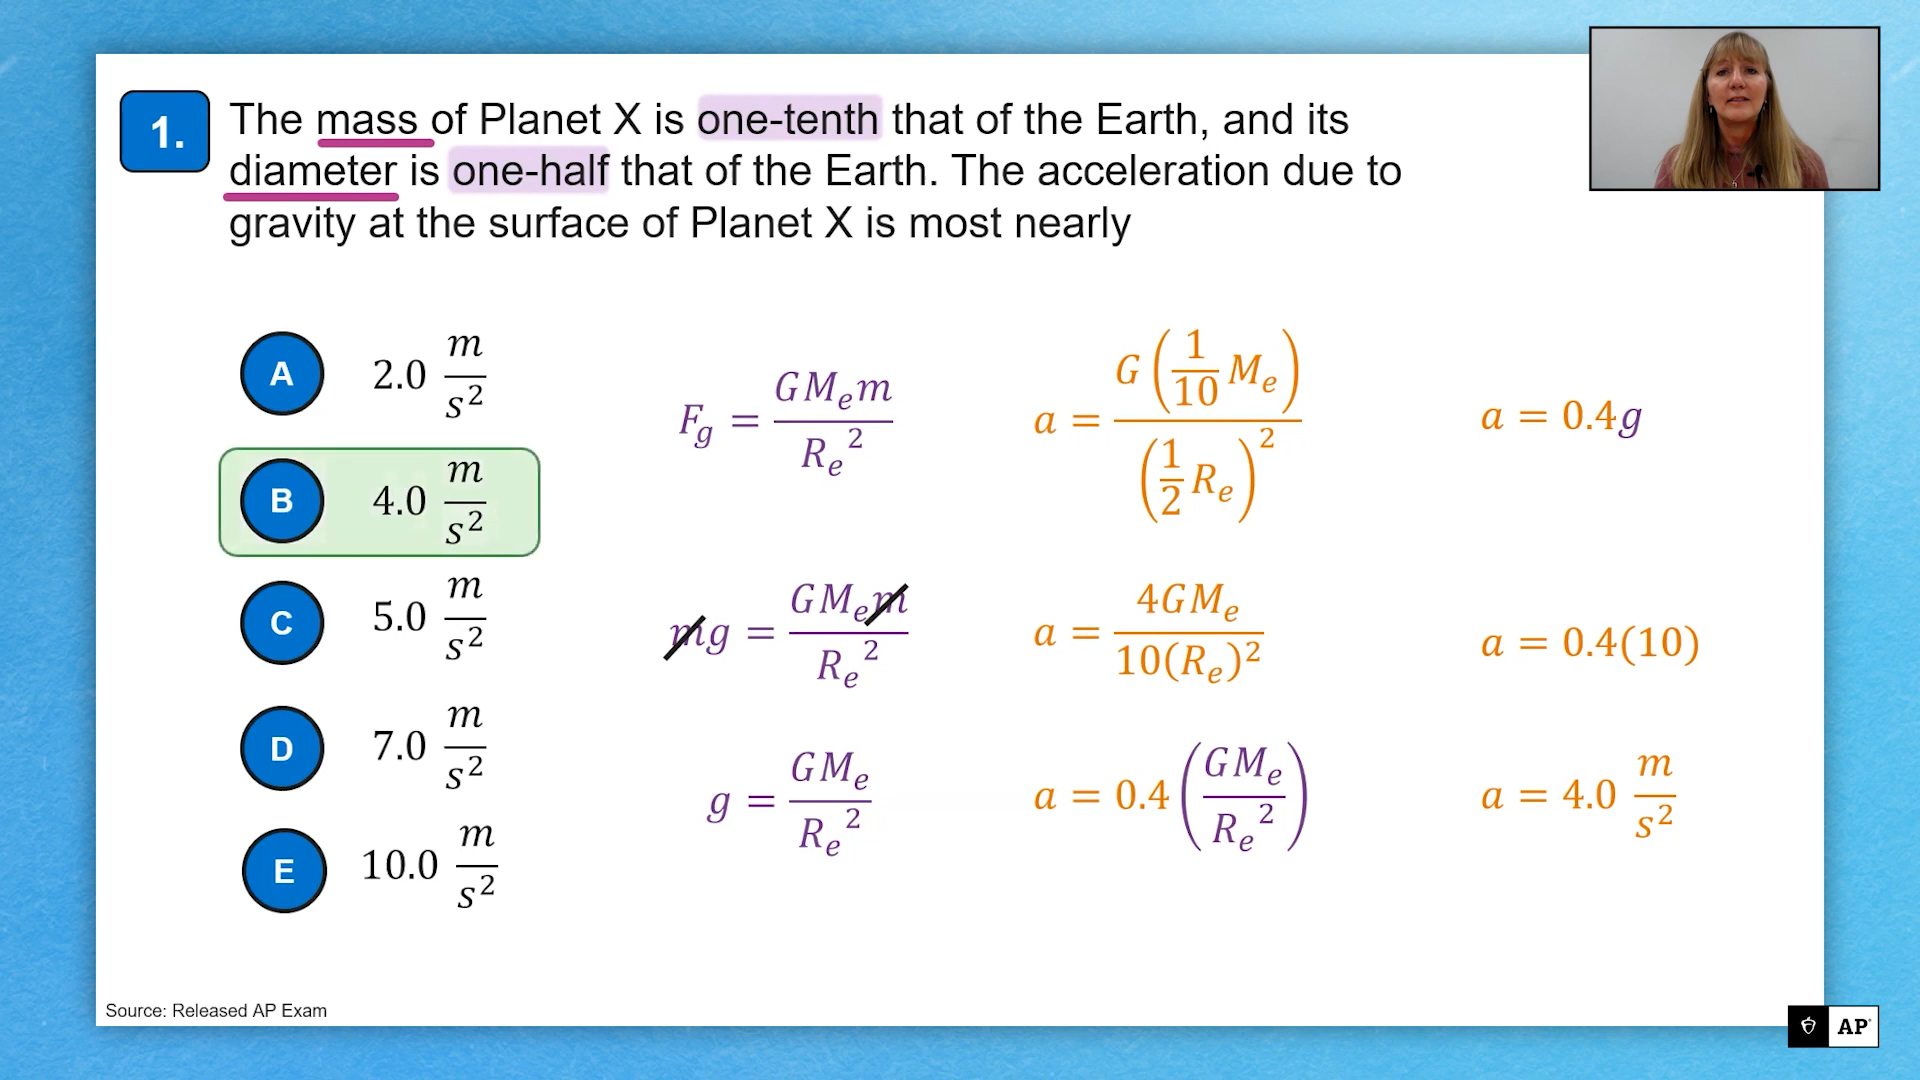 1.
The mass of Planet X is one-tenth that of the Earth, and its
diameter is one-half that of the Earth. The acceleration due to
gravity at the surface of Planet X is most nearly
A 2.0 m/s²
B 4.0 m/s²
C 5.0 m/s²
D 7.0 m/s²
E 10.0 m/s²
F_g = GM_e m / R_e²
mg = GM_e m / R_e²
g = GM_e / R_e²
a = G(1/10 M_e) / (1/2 R_e)²
a = 4GM_e / 10(R_e)²
a = 0.4(GM_e / R_e²)
a = 0.4g
a = 0.4(10)
a = 4.0 m/s²
Source: Released AP Exam
AP